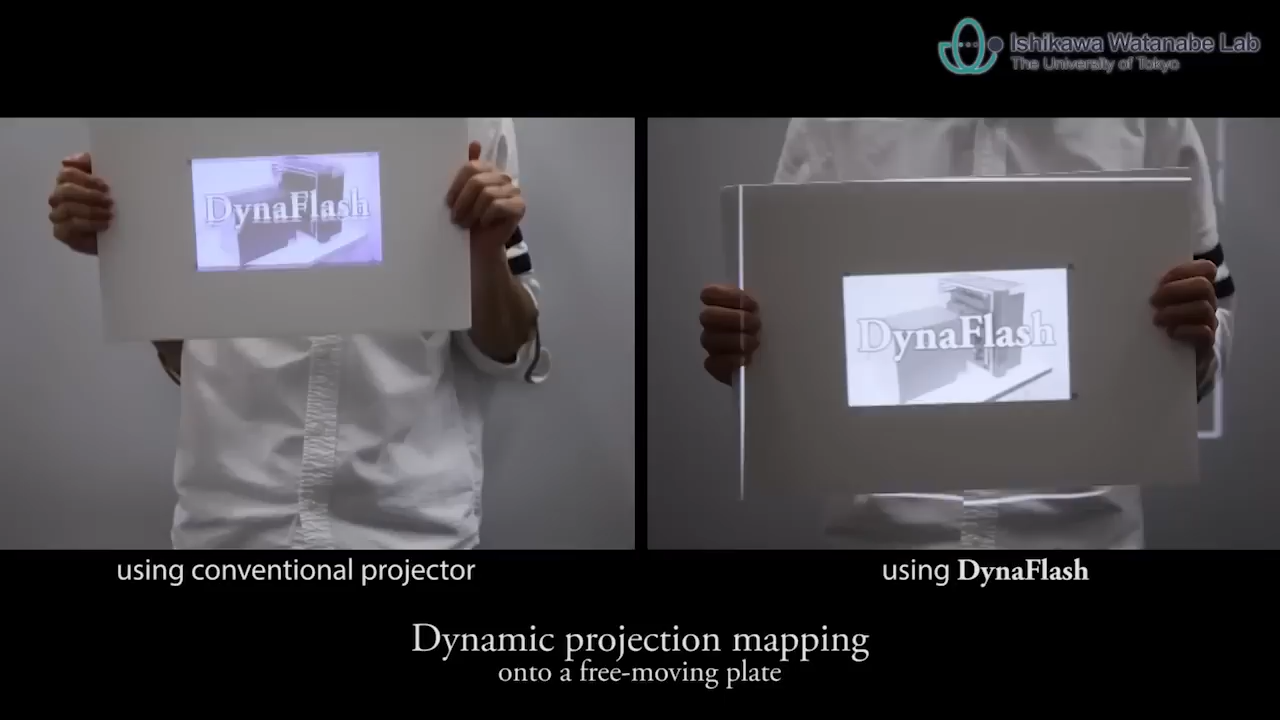 Ishikawa Watanabe Lab
The University of Tokyo
DynaFlash
DynaFlash
using conventional projector
using DynaFlash
Dynamic projection mapping
onto a free-moving plate